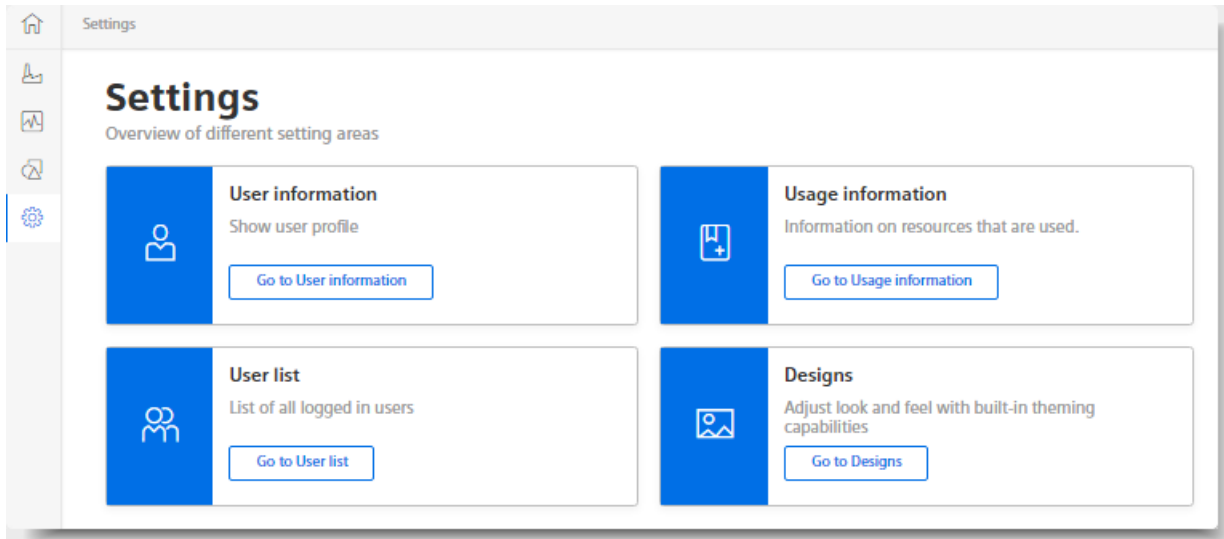 Settings
Settings
Overview of different setting areas
User information
Show user profile
Go to User information
Usage information
Information on resources that are used.
Go to Usage information
User list
List of all logged in users
Go to User list
Designs
Adjust look and feel with built-in theming
capabilities
Go to Designs